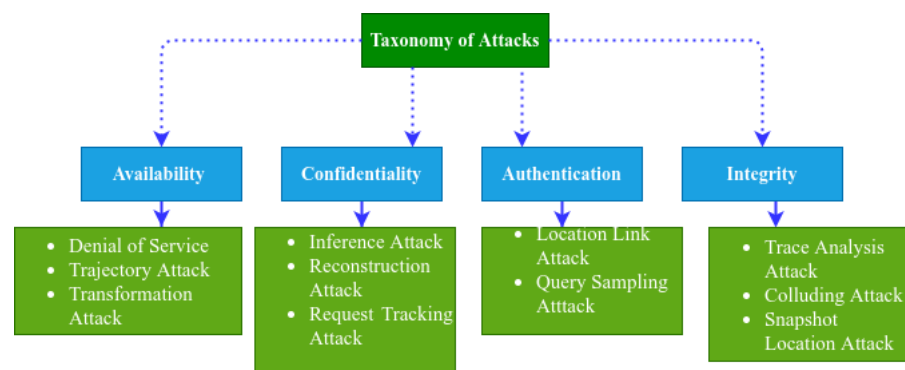 Taxonomy of Attacks
Availability
Confidentiality
Authentication
Integrity
• Denial of Service
• Trajectory Attack
• Transformation
Attack
• Inference Attack
• Reconstruction
Attack
• Request Tracking
Attack
• Location Link
Attack
• Query Sampling
Atttack
• Trace Analysis
Attack
• Colluding Attack
• Snapshot
Location Attack